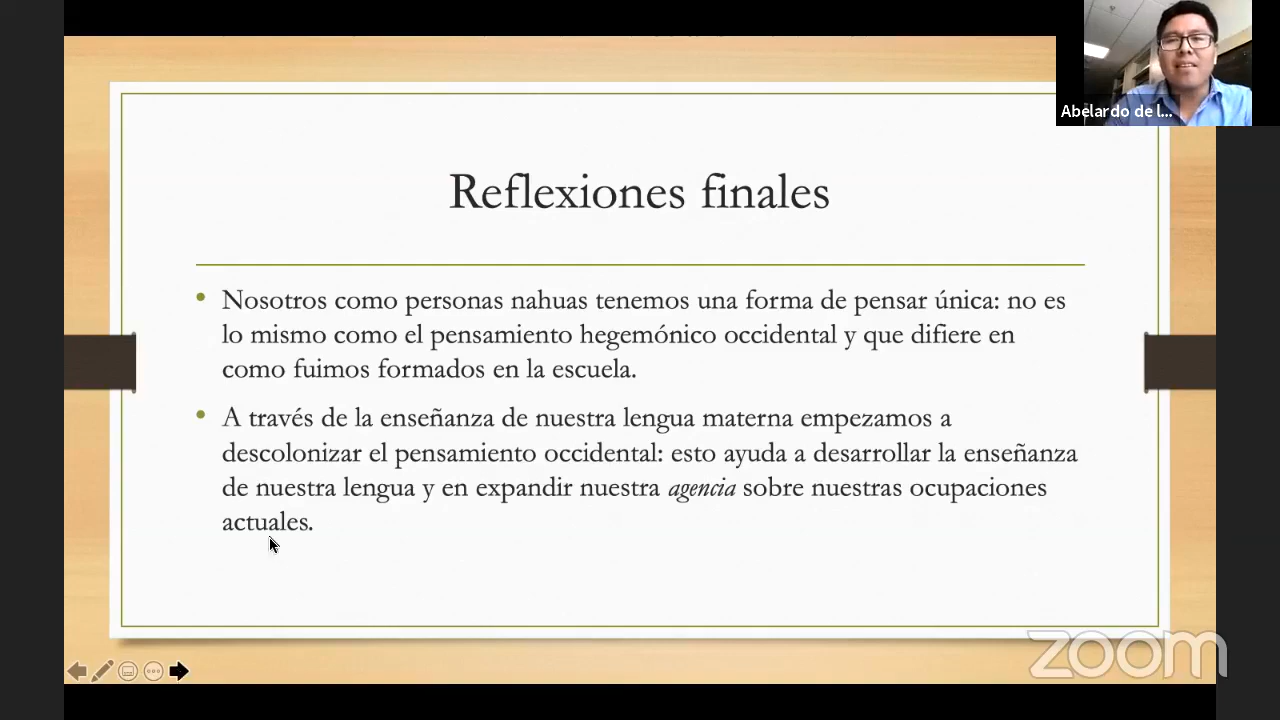 Abelardo de l...
Reflexiones finales
• Nosotros como personas nahuas tenemos una forma de pensar única: no es
lo mismo como el pensamiento hegemónico occidental y que difiere en
como fuimos formados en la escuela.
• A través de la enseñanza de nuestra lengua materna empezamos a
descolonizar el pensamiento occidental: esto ayuda a desarrollar la enseñanza
de nuestra lengua y en expandir nuestra agencia sobre nuestras ocupaciones
actuales.
zoom